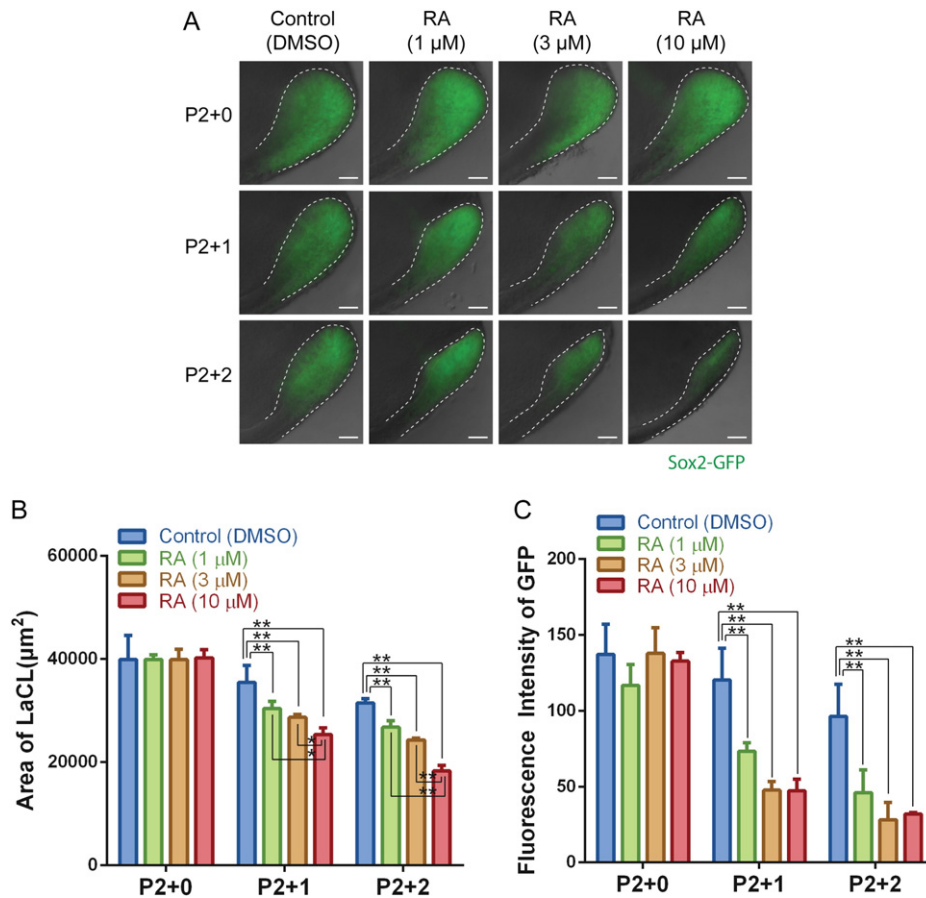 A
Control
(DMSO)
RA
(1 µM)
RA
(3 µM)
RA
(10 µM)
P2+0
P2+1
P2+2
Sox2-GFP
B
Control (DMSO)
RA (1 µM)
RA (3 µM)
RA (10 µM)
Area of LaCL(µm²)
60000
40000
20000
0
**
**
**
*
*
**
**
**
**
**
P2+0
P2+1
P2+2
C
Control (DMSO)
RA (1 µM)
RA (3 µM)
RA (10 µM)
Fluorescence Intensity of GFP
200
150
100
50
0
**
**
**
**
**
**
P2+0
P2+1
P2+2